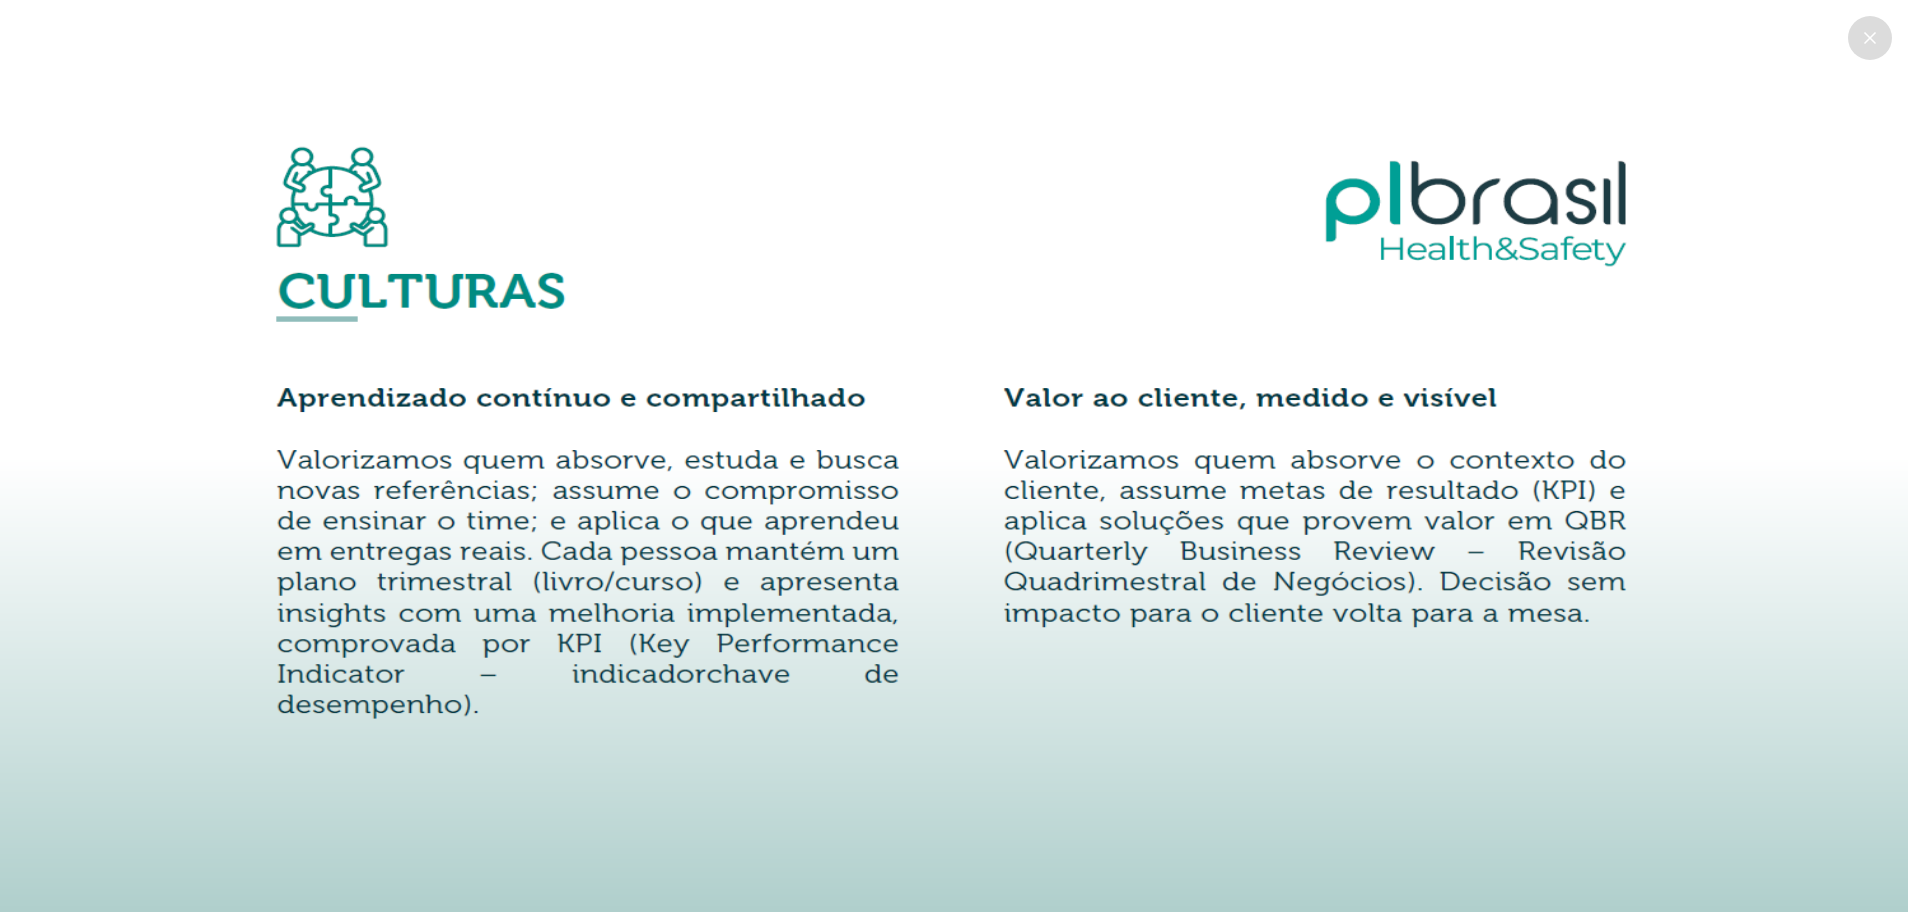 plbrasil
Health&Safety
CULTURAS
Aprendizado contínuo e compartilhado
Valorizamos quem absorve, estuda e busca
novas referências; assume o compromisso
de ensinar o time; e aplica o que aprendeu
em entregas reais. Cada pessoa mantém um
plano trimestral (livro/curso) e apresenta
insights com uma melhoria implementada,
comprovada por KPI (Key Performance
Indicator – indicadorchave de
desempenho).
Valor ao cliente, medido e visível
Valorizamos quem absorve o contexto do
cliente, assume metas de resultado (KPI) e
aplica soluções que provem valor em QBR
(Quarterly Business Review – Revisão
Quadrimestral de Negócios). Decisão sem
impacto para o cliente volta para a mesa.